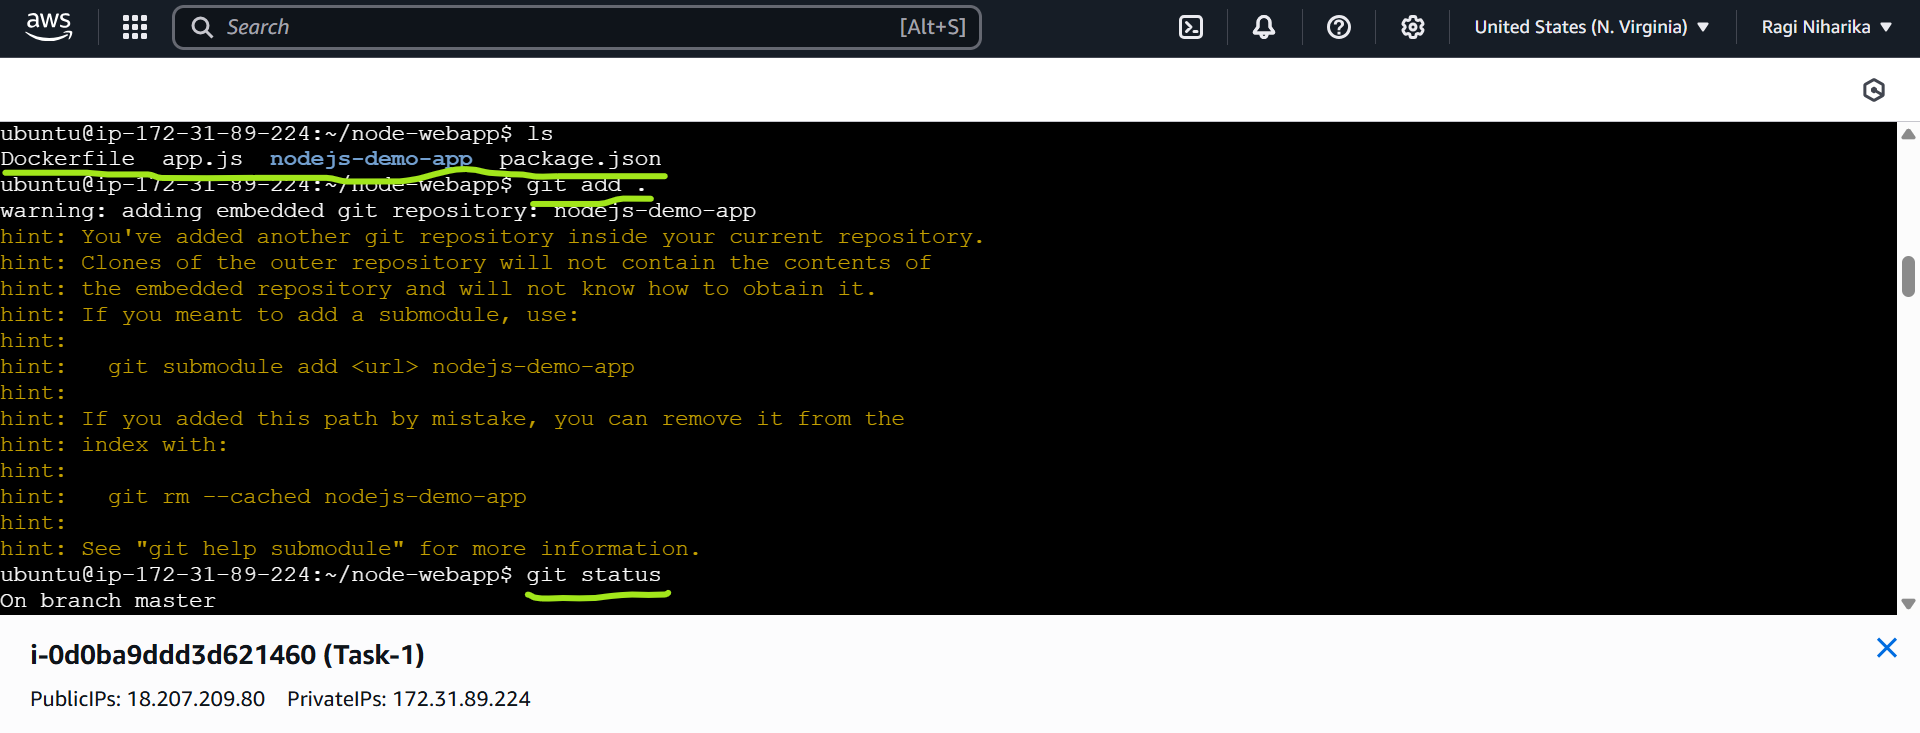 aws
Search [Alt+S]
United States (N. Virginia)
Ragi Niharika
ubuntu@ip-172-31-89-224:~/node-webapp$ ls
Dockerfile  app.js  nodejs-demo-app  package.json
ubuntu@ip-172-31-89-224:~/node-webapp$ git add .
warning: adding embedded git repository: nodejs-demo-app
hint: You've added another git repository inside your current repository.
hint: Clones of the outer repository will not contain the contents of
hint: the embedded repository and will not know how to obtain it.
hint: If you meant to add a submodule, use:
hint:
hint:   git submodule add <url> nodejs-demo-app
hint:
hint: If you added this path by mistake, you can remove it from the
hint: index with:
hint:
hint:   git rm --cached nodejs-demo-app
hint:
hint: See "git help submodule" for more information.
ubuntu@ip-172-31-89-224:~/node-webapp$ git status
On branch master
i-0d0ba9ddd3d621460 (Task-1)
PublicIPs: 18.207.209.80 PrivateIPs: 172.31.89.224